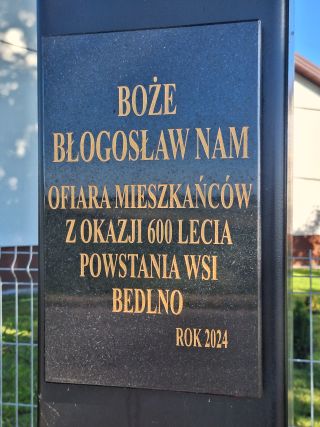 BOŻE
BŁOGOSŁAW NAM
OFIARA MIESZKAŃCÓW
Z OKAZJI 600 LECIA
POWSTANIA WSI
BEDLNO
ROK 2024